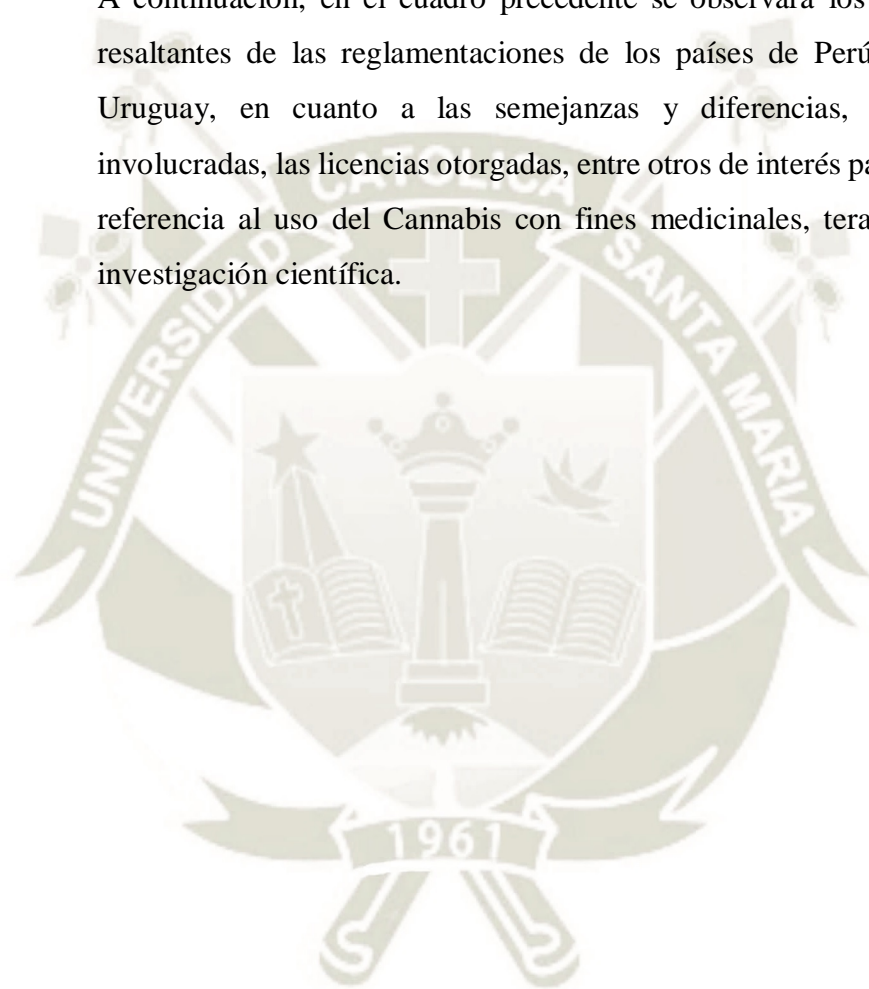 A continuación, en el cuadro precedente se observará los
resaltantes de las reglamentaciones de los países de Perú
Uruguay, en cuanto a las semejanzas y diferencias,
involucradas, las licencias otorgadas, entre otros de interés
referencia al uso del Cannabis con fines medicinales,
investigación científica.
UNIVERSIDAD CATOLICA DE SANTA MARIA
1961